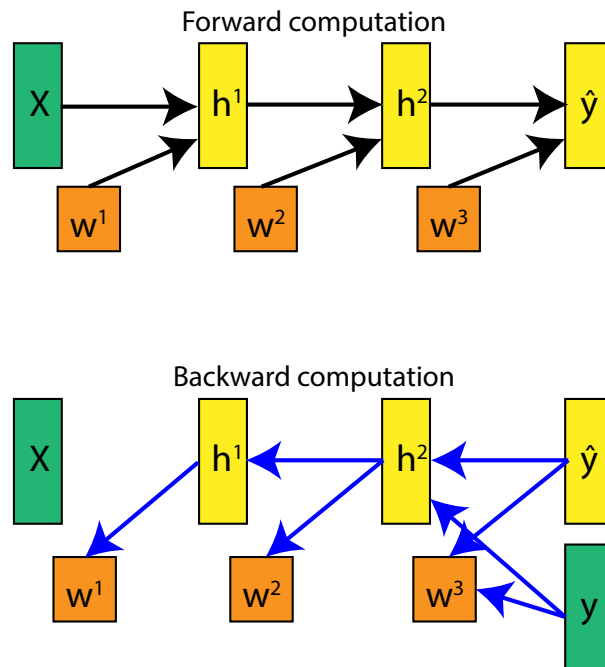 Forward computation
X h¹ h² ŷ
w¹ w² w³
Backward computation
X h¹ h² ŷ
w¹ w² w³ y